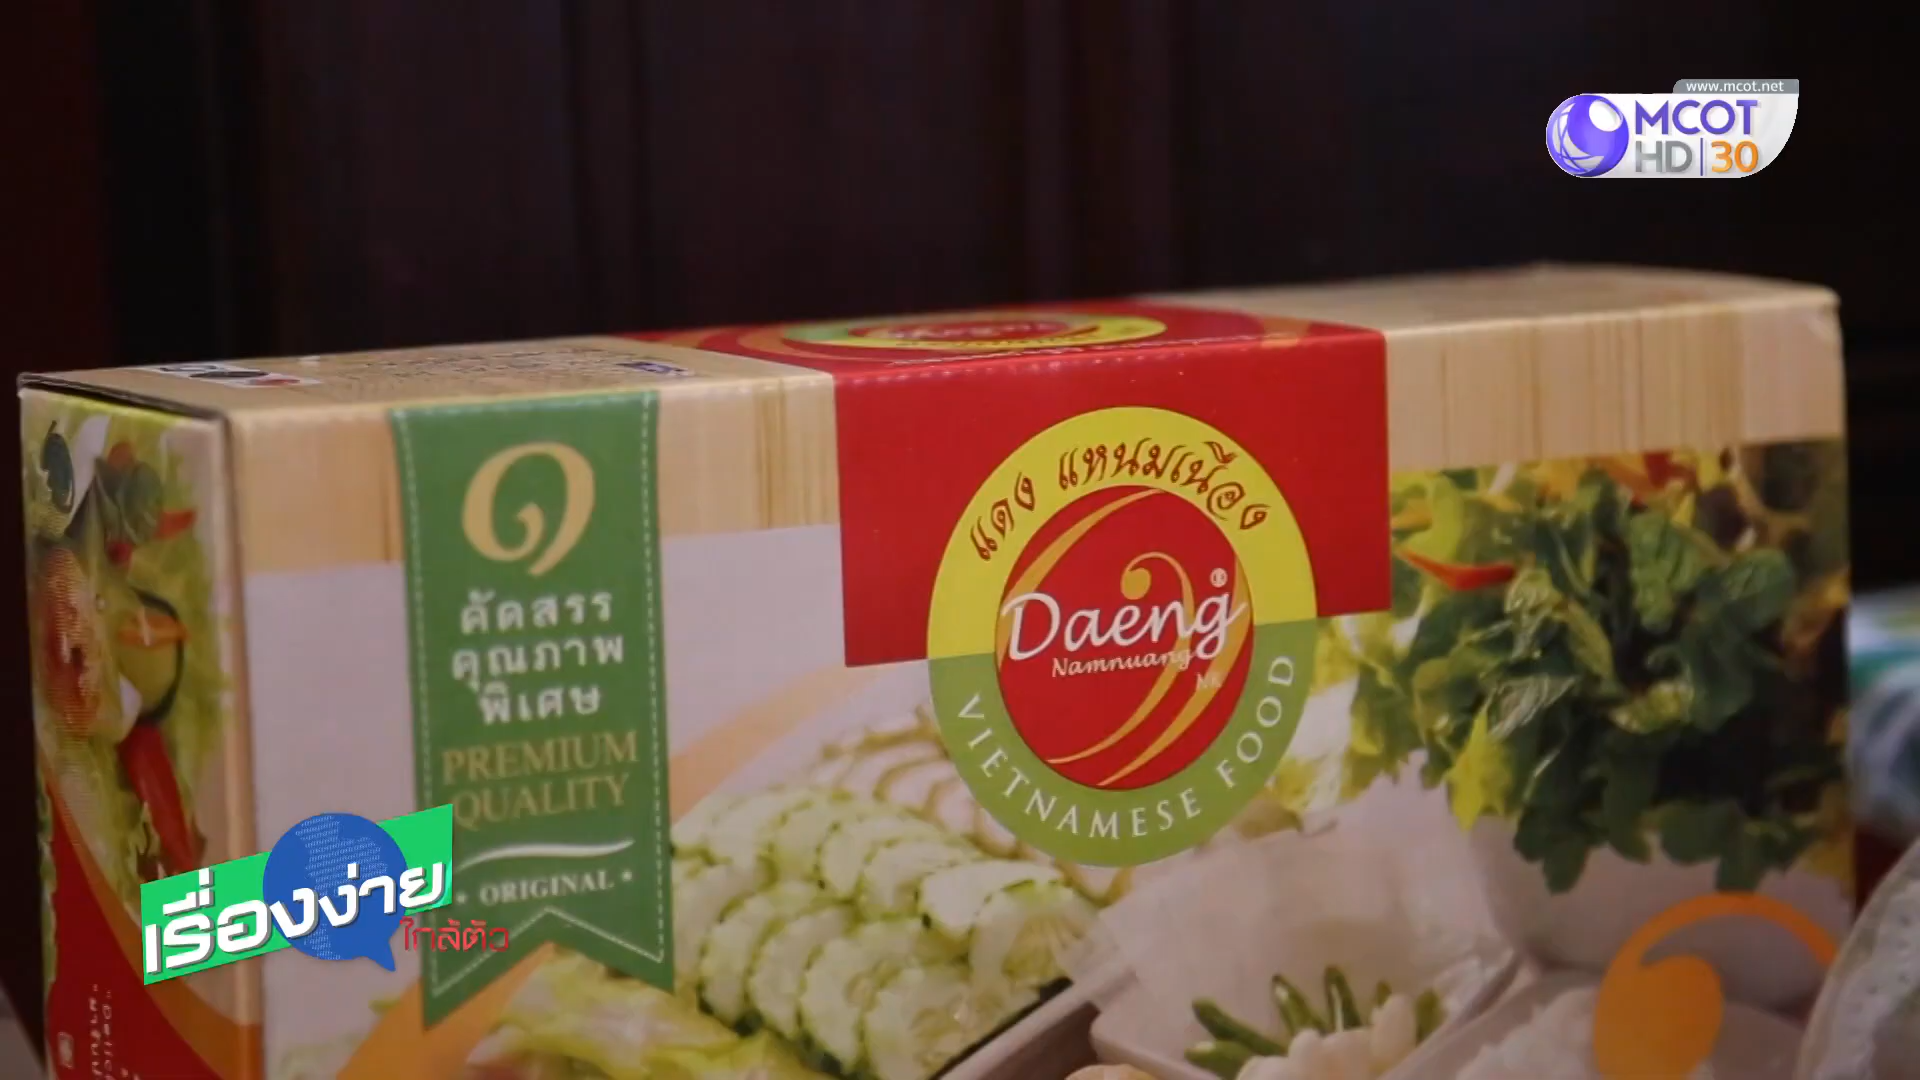 www.mcot.net
MCOT
HD 30
๑
คัดสรร
คุณภาพ
พิเศษ
PREMIUM
QUALITY
• ORIGINAL •
แดง แหนมเนือง
Daeng®
Namnuang
VIETNAMESE FOOD
เรื่องง่าย
ใกล้ตัว